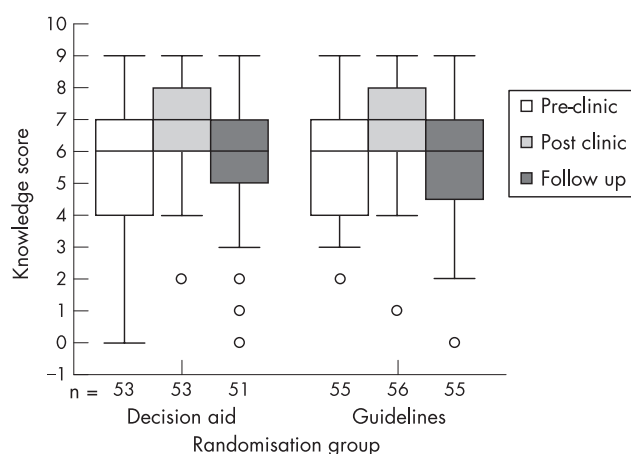 10
9
8
7
6
5
4
3
2
1
0
−1
Knowledge score
Pre-clinic
Post clinic
Follow up
n = 53 53 51 55 56 55
Decision aid Guidelines
Randomisation group